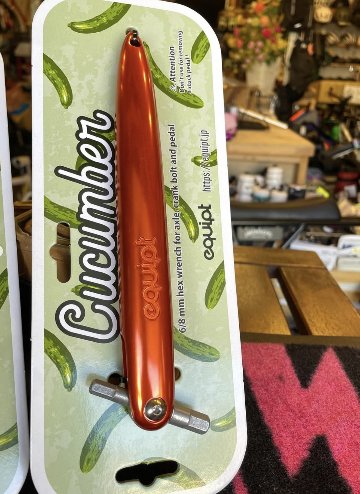 Cucumber
equipt
⚠Attention
6/8 mm hex wrench for axle, crank bolt and pedal
equipt
https://equipt.jp